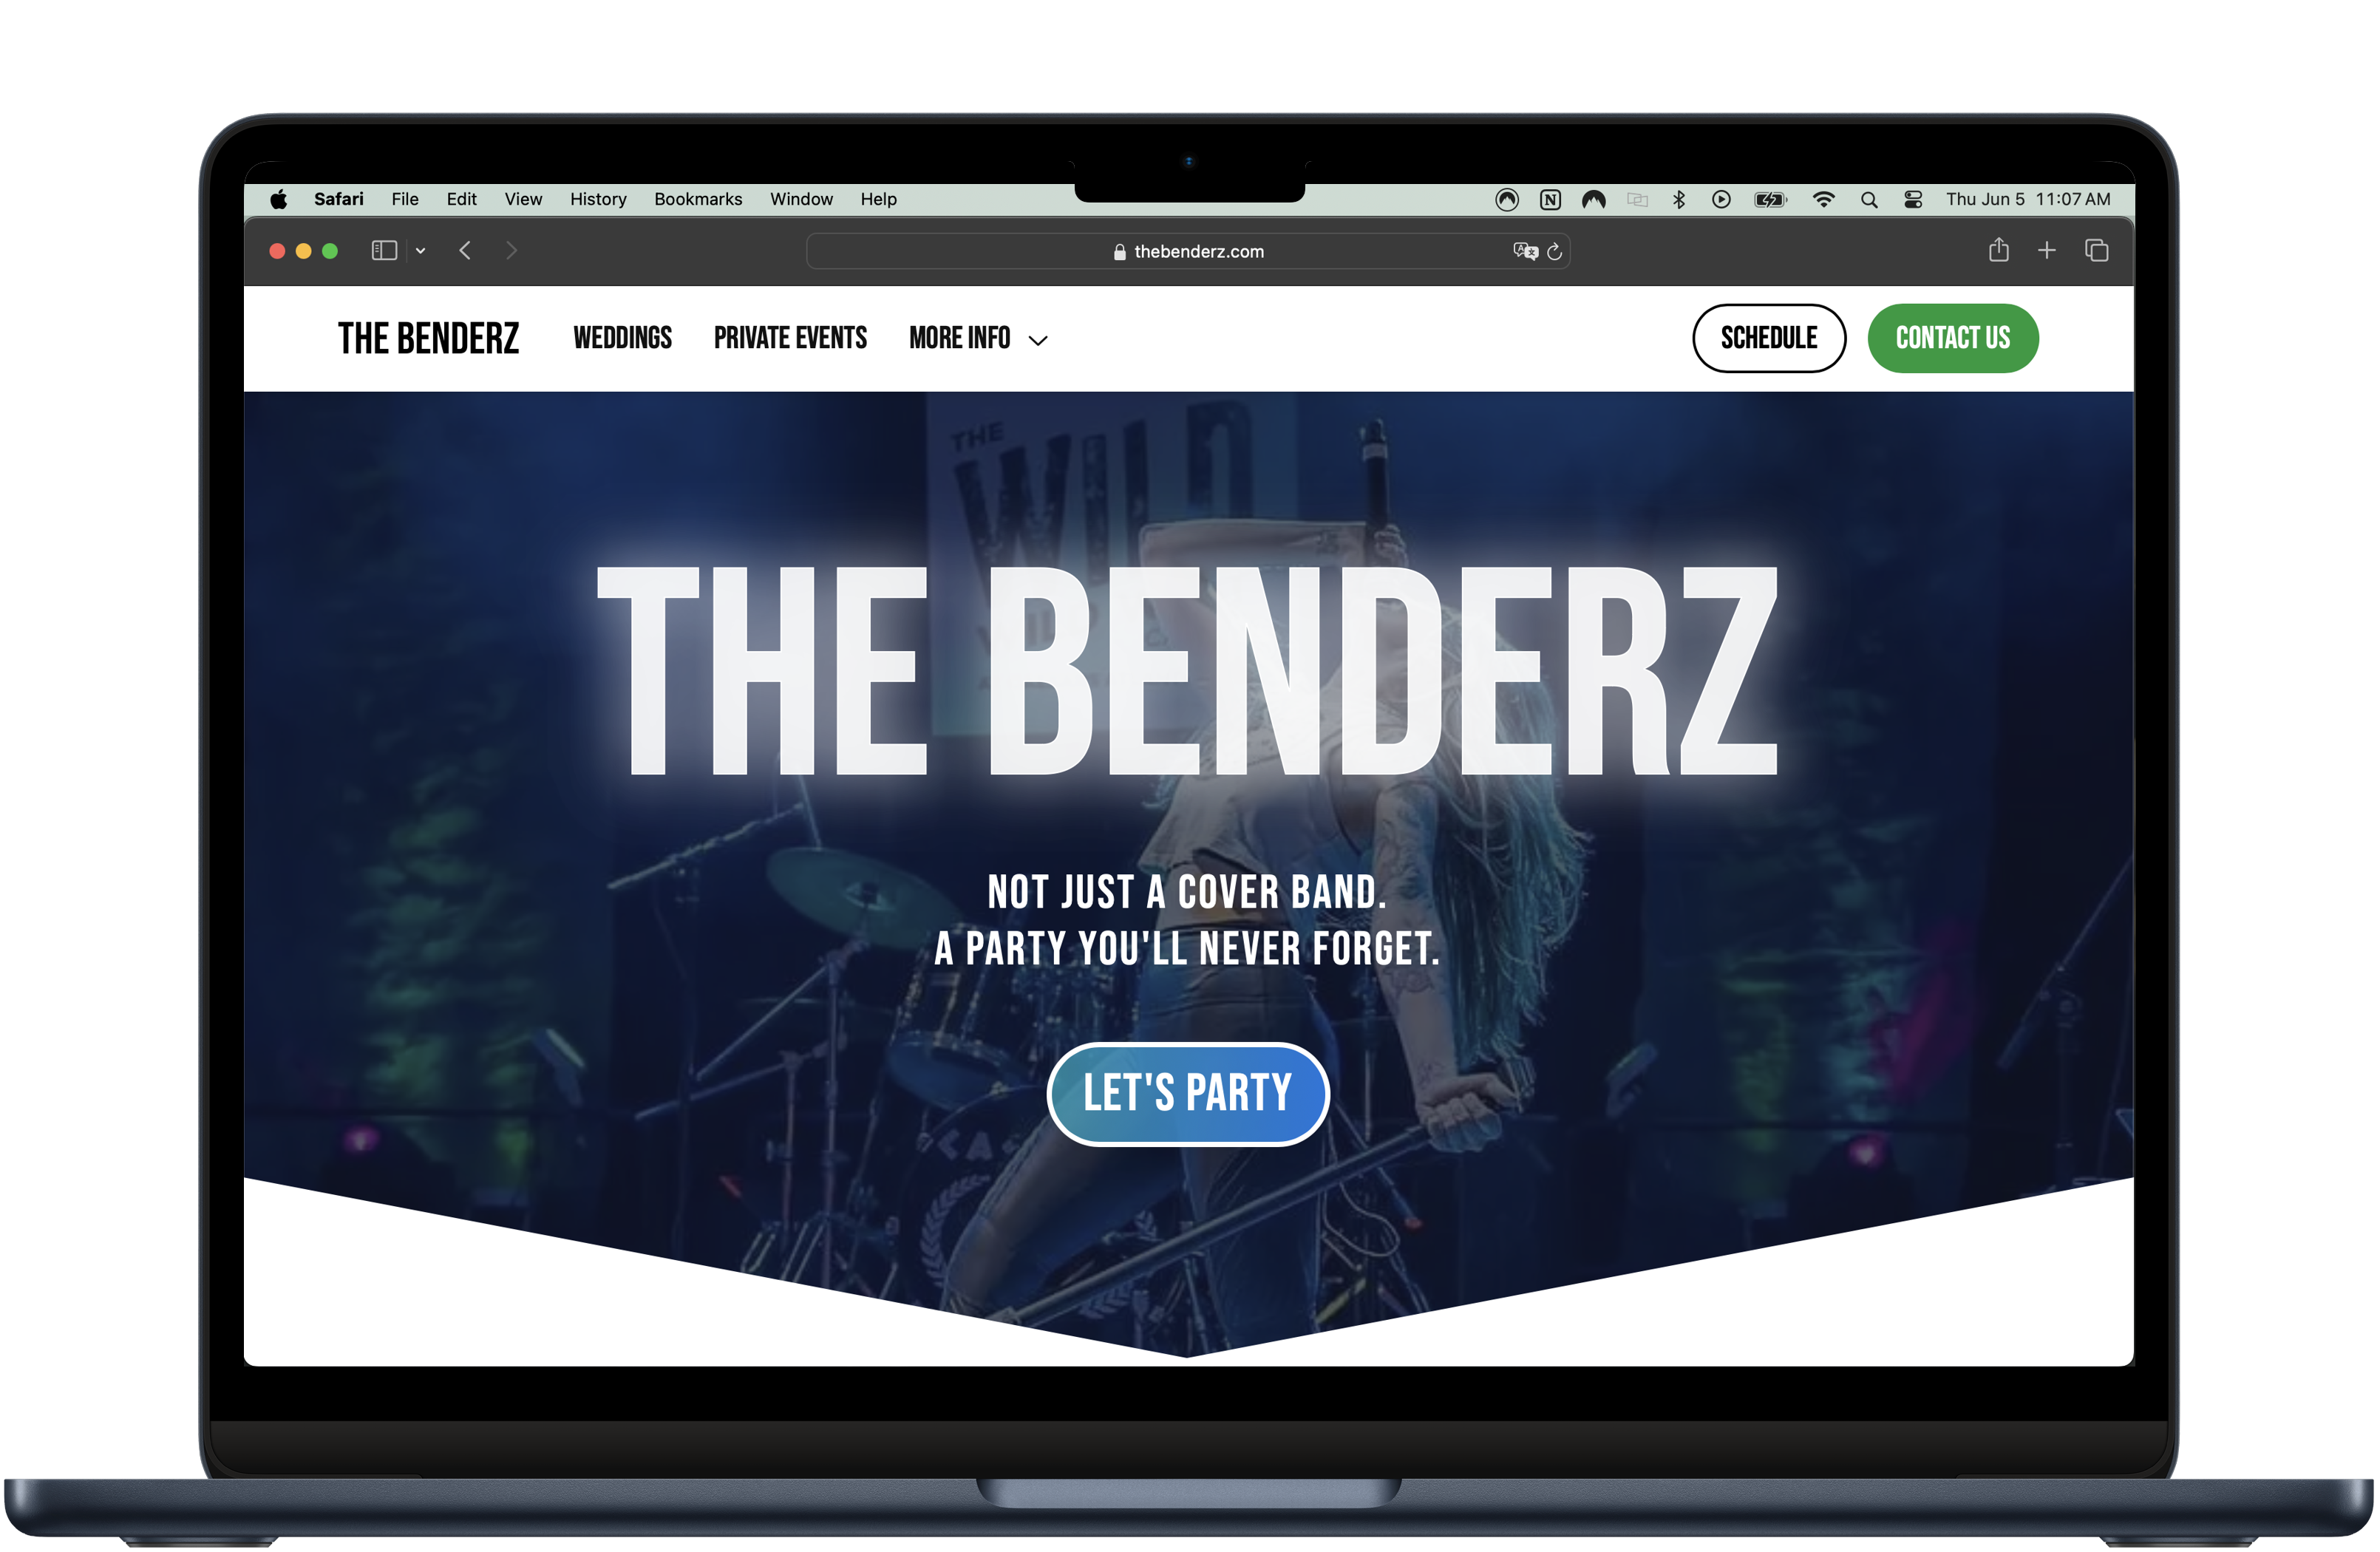 Safari File Edit View History Bookmarks Window Help Thu Jun 5 11:07 AM
thebenderz.com
THE BENDERZ WEDDINGS PRIVATE EVENTS MORE INFO SCHEDULE CONTACT US
THE
WILD
THE BENDERZ
NOT JUST A COVER BAND.
A PARTY YOU'LL NEVER FORGET.
LET'S PARTY